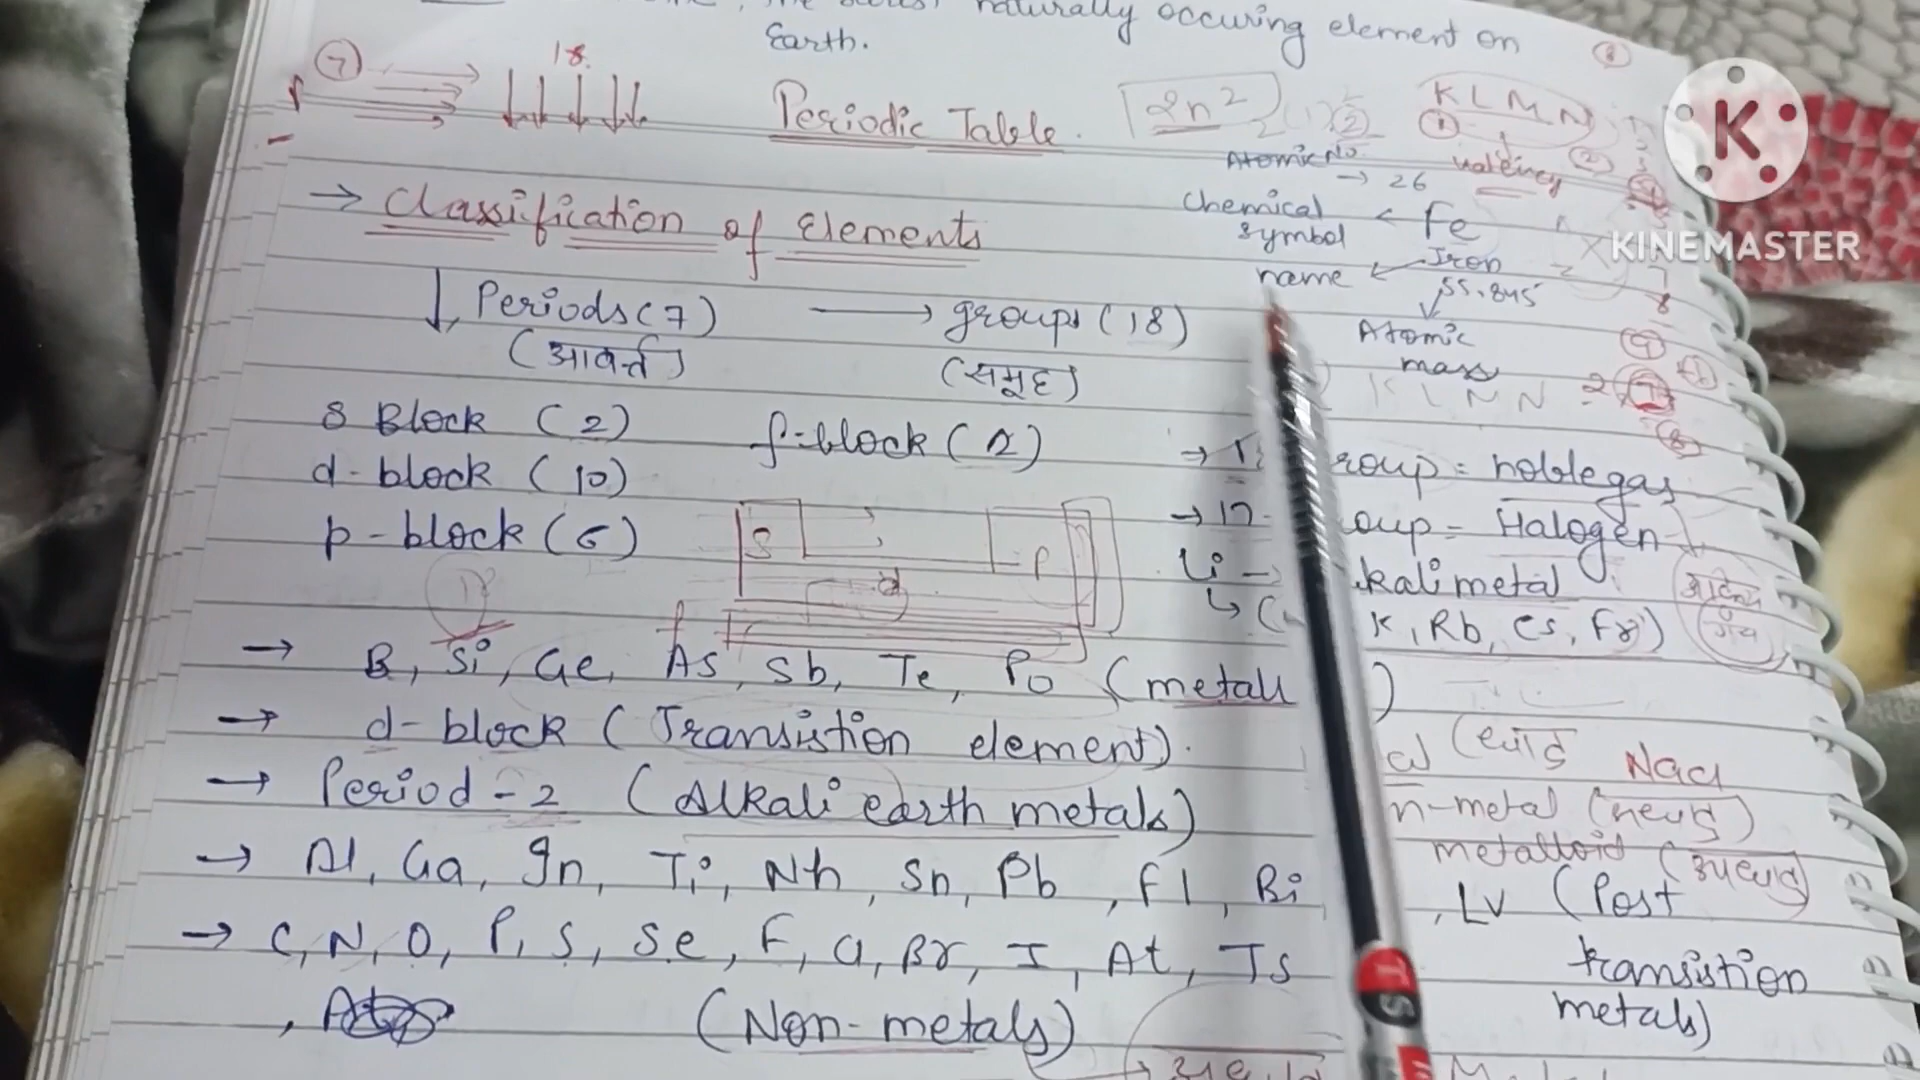 naturally occuring element on
Earth.
7
18
Periodic Table.
2n²
K L M N
Atomic No.
→ 26
valency
Chemical symbol ← Fe
name ← Iron
55.845
Atomic mass
KINEMASTER
→ Classification of Elements
↓ Periods (7) → groups (18)
(आवर्त) (समूह)
s Block (2) f-block (2)
d-block (10)
p-block (6)
s
d
p
f
roup = noble gas
→ 17 oup = Halogen
Li → kali metal
K, Rb, Cs, Fr)
→ B, Si, Ge, As, Sb, Te, Po (metall )
→ d-block (Transistion element).
→ Period-2 (Alkali earth metals)
(धातु NaCl
n-metal (
metalloid (
→ Al, Ga, In, Ti, Nh, Sn, Pb, Fl, Bi , Lv (Post
transistion
metals)
→ C, N, O, P, S, Se, F, Cl, Br, I, At, Ts
, (Non-metals)